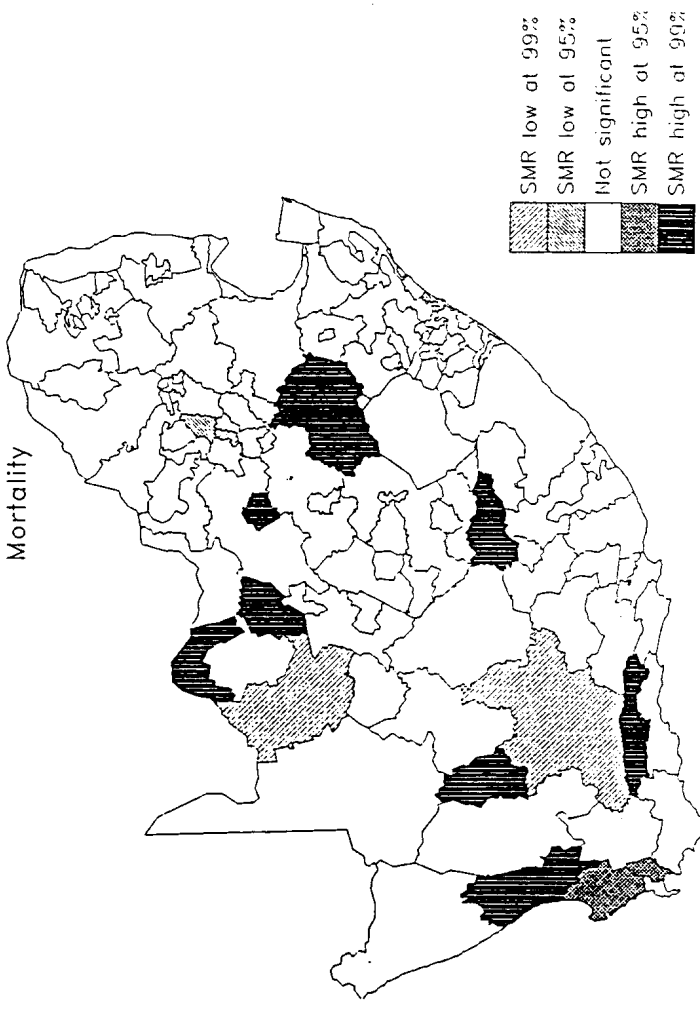 Mortality
SMR low at 99%
SMR low at 95%
Not significant
SMR high at 95%
SMR high at 99%